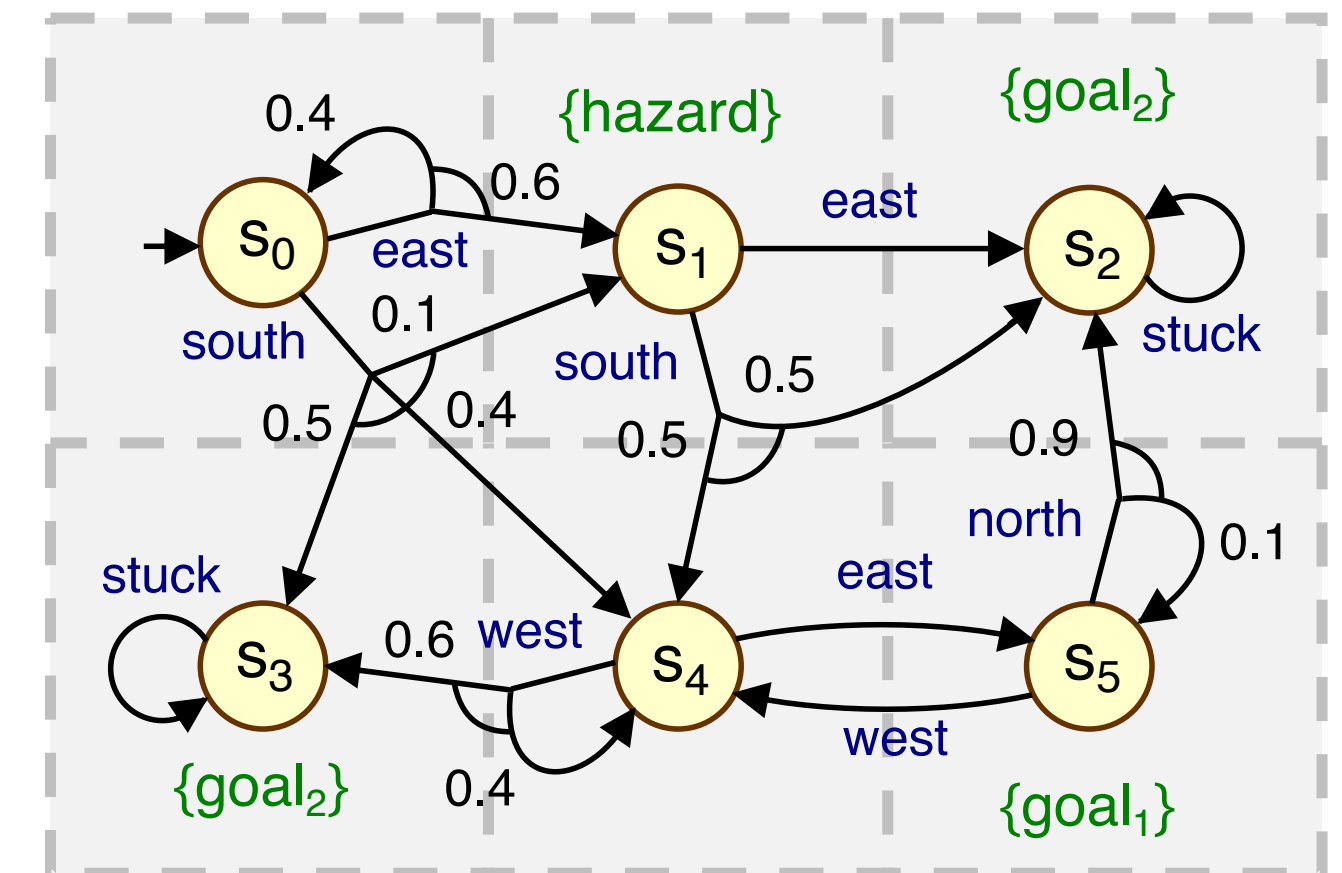 {goal₂}
{hazard}
0.4
0.6
east
s₀
s₁
s₂
east
0.1
south
south
stuck
0.5
0.4
0.5
0.5
0.9
north
0.1
stuck
east
0.6
west
s₃
s₄
s₅
west
0.4
{goal₂}
{goal₁}